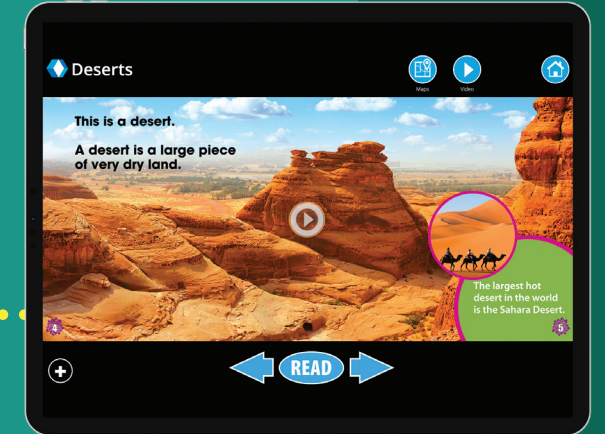 Deserts
Maps
Video
This is a desert.
A desert is a large piece
of very dry land.
The largest hot
desert in the world
is the Sahara Desert.
4
5
READ